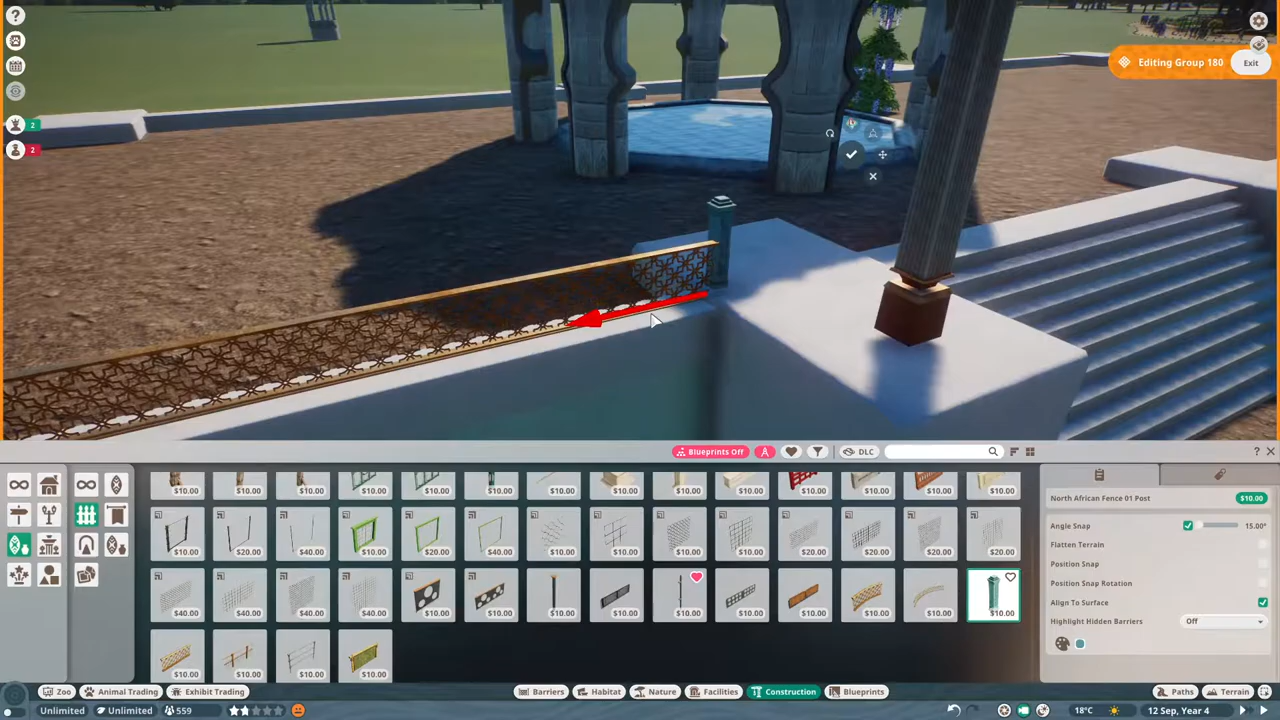 ?
Editing Group 180 Exit
2
2
Blueprints Off DLC ? ×
$10.00 $10.00 $10.00 $10.00 $10.00 $10.00 $10.00 $10.00 $10.00 $10.00 $10.00 $10.00 $10.00 $10.00
$10.00 $20.00 $40.00 $10.00 $20.00 $40.00 $10.00 $10.00 $10.00 $10.00 $20.00 $20.00 $20.00 $10.00
$40.00 $40.00 $40.00 $40.00 $10.00 $10.00 $10.00 $10.00 $10.00 $10.00 $10.00 $10.00 $10.00 $10.00
$10.00 $10.00 $10.00 $10.00
North African Fence 01 Post $10.00
Angle Snap 15.00°
Flatten Terrain
Position Snap
Position Snap Rotation
Align To Surface
Highlight Hidden Barriers Off
Zoo Animal Trading Exhibit Trading Barriers Habitat Nature Facilities Construction Blueprints Paths Terrain
Unlimited Unlimited 559 18°C 12 Sep, Year 4